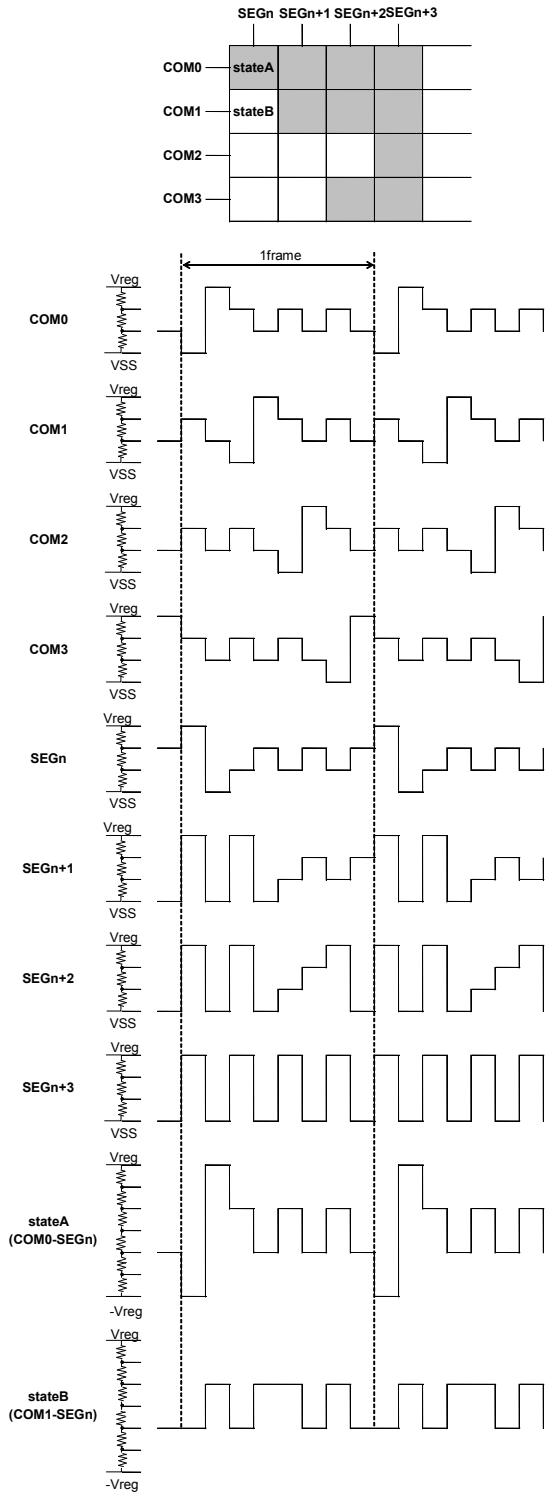 SEGn SEGn+1 SEGn+2 SEGn+3
COM0 stateA
COM1 stateB
COM2
COM3
1frame
Vreg
COM0
VSS
Vreg
COM1
VSS
Vreg
COM2
VSS
Vreg
COM3
VSS
Vreg
SEGn
VSS
Vreg
SEGn+1
VSS
Vreg
SEGn+2
VSS
Vreg
SEGn+3
VSS
Vreg
stateA
(COM0-SEGn)
-Vreg
Vreg
stateB
(COM1-SEGn)
-Vreg